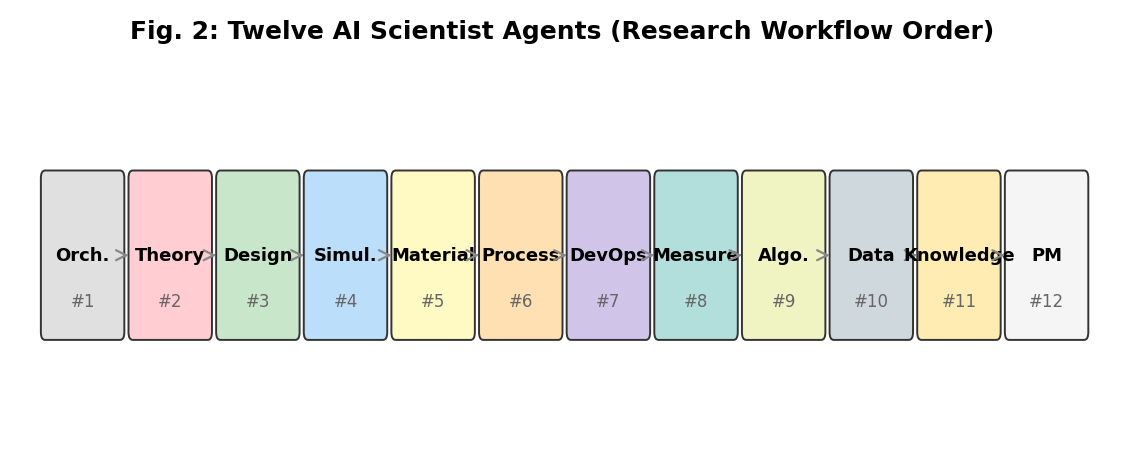 Fig. 2: Twelve AI Scientist Agents (Research Workflow Order)
Orch. Theory Design Simul. Material Process DevOps Measure Algo. Data Knowledge PM
#1 #2 #3 #4 #5 #6 #7 #8 #9 #10 #11 #12